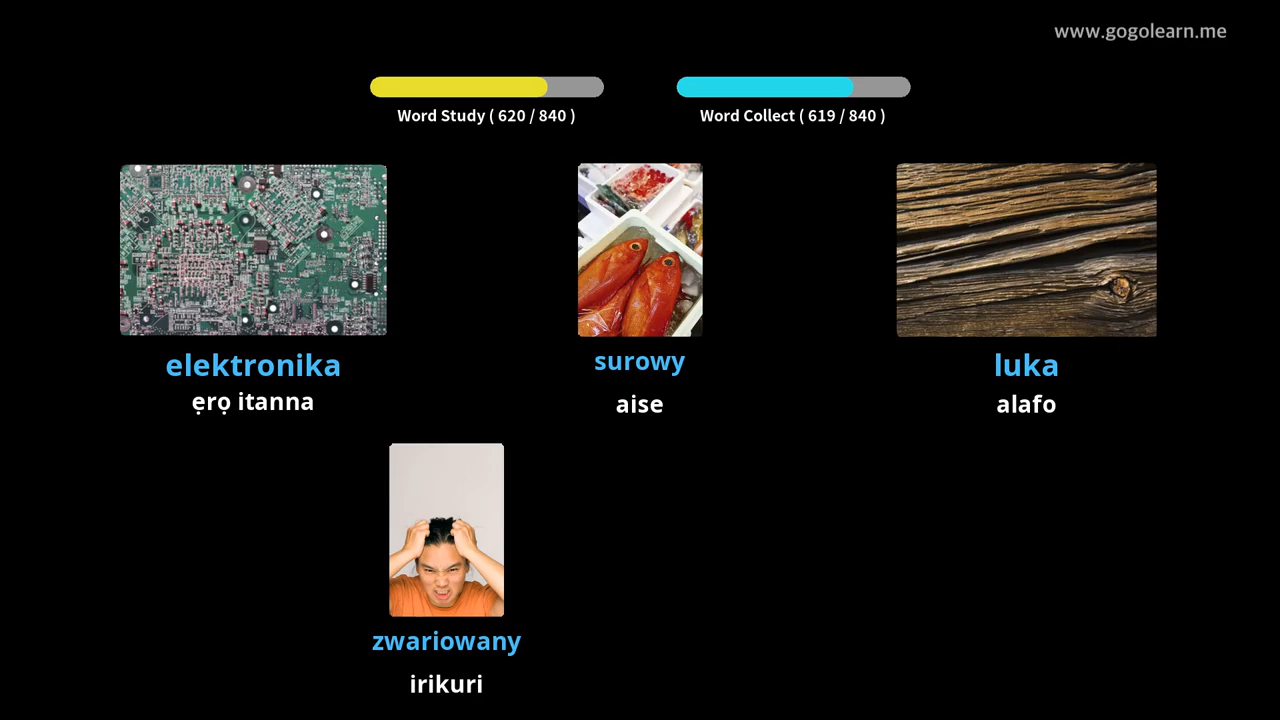 www.gogolearn.me
Word Study ( 620 / 840 )
Word Collect ( 619 / 840 )
elektronika
ẹrọ itanna
surowy
aise
luka
alafo
zwariowany
irikuri